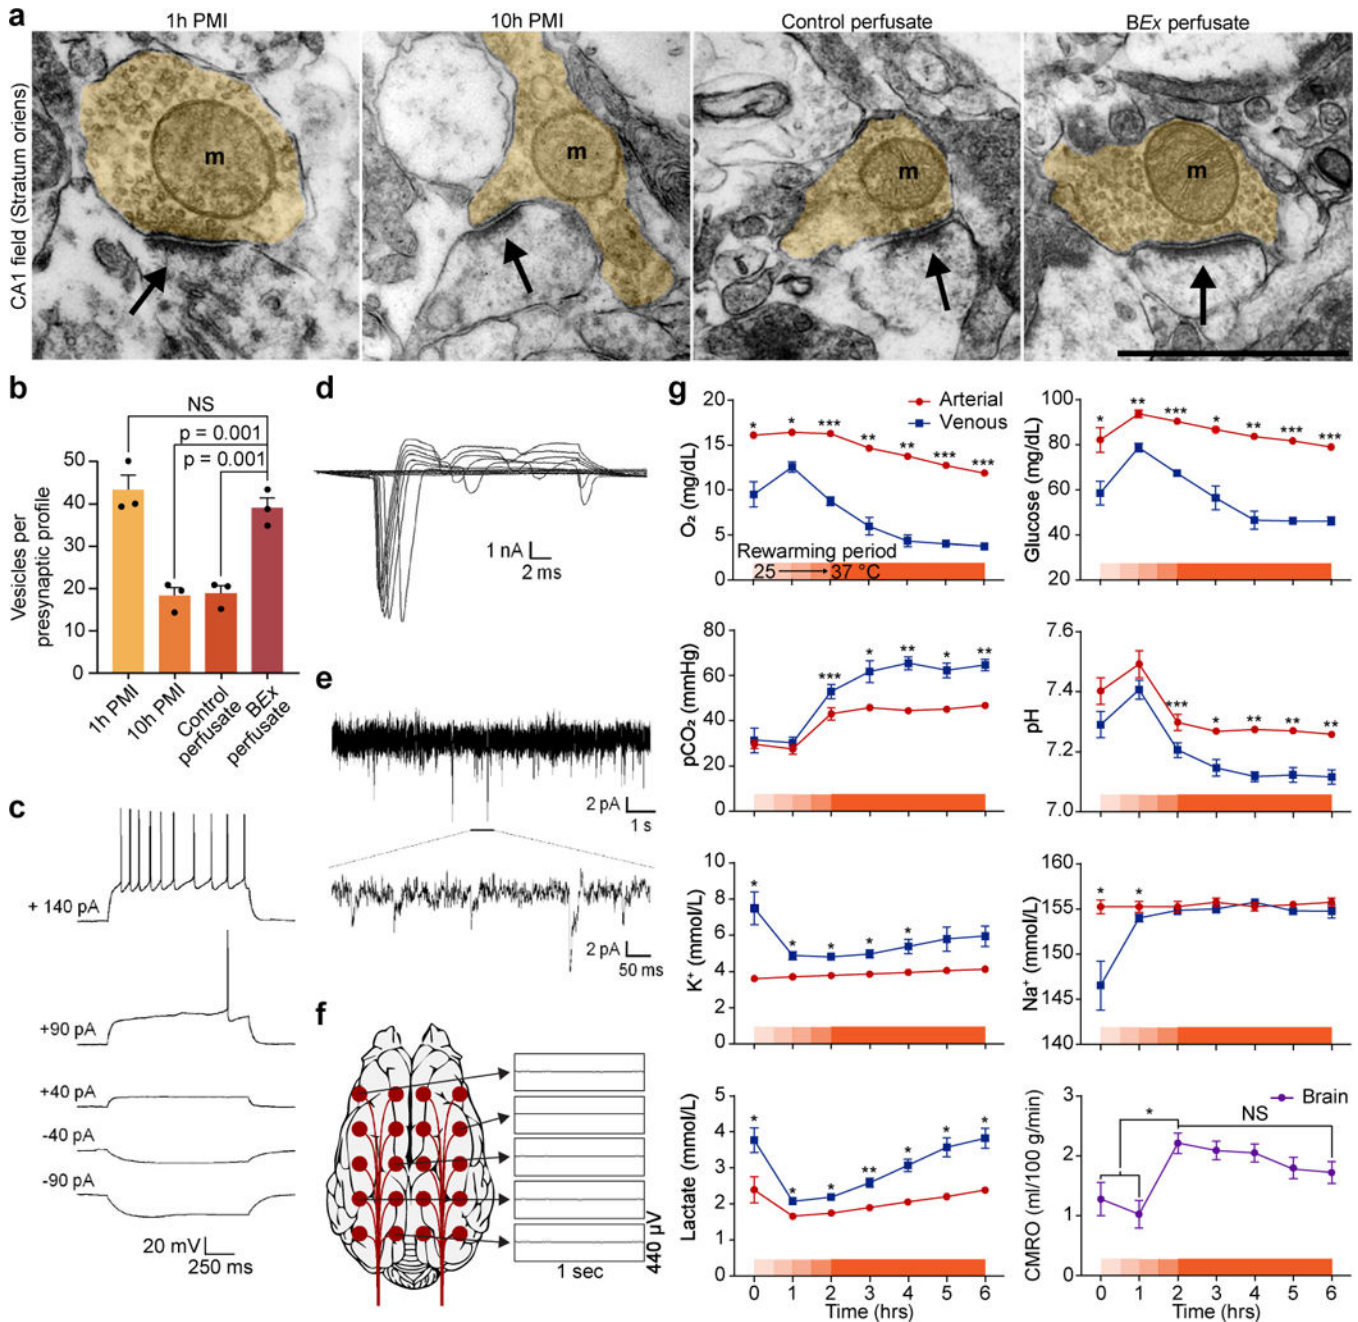 a
1h PMI
10h PMI
Control perfusate
BEx perfusate
CA1 field (Stratum oriens)
m
m
m
m
b
NS
p = 0.001
p = 0.001
Vesicles per
presynaptic profile
50
40
30
20
10
0
1h PMI
10h PMI
Control
perfusate
BEx
perfusate
c
+ 140 pA
+90 pA
+40 pA
-40 pA
-90 pA
20 mV
250 ms
d
1 nA
2 ms
e
2 pA
1 s
2 pA
50 ms
f
440 µV
1 sec
g
O₂ (mg/dL)
20
15
10
5
0
* * *** ** ** *** ***
Arterial
Venous
Rewarming period
25 37 °C
Glucose (mg/dL)
100
80
60
40
20
* ** *** * ** *** ***
pCO₂ (mmHg)
80
60
40
20
0
*** * ** * **
pH
7.6
7.4
7.2
7.0
*** * ** ** **
K⁺ (mmol/L)
10
8
6
4
2
0
* * * * *
Na⁺ (mmol/L)
160
155
150
145
140
* *
Lactate (mmol/L)
5
4
3
2
1
0
* * * ** * * *
0 1 2 3 4 5 6
Time (hrs)
CMRO (ml/100 g/min)
3
2
1
0
Brain
*
NS
0 1 2 3 4 5 6
Time (hrs)